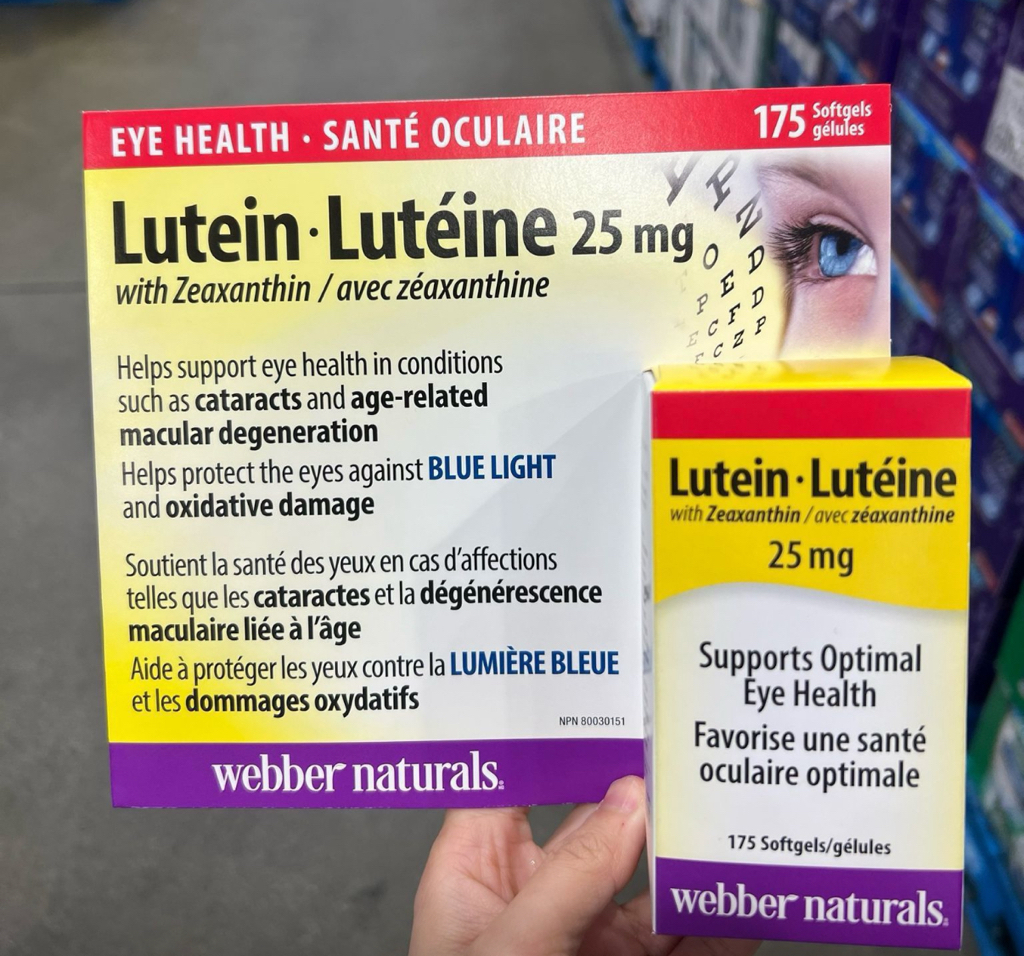 EYE HEALTH · SANTÉ OCULAIRE
175 Softgels
gélules
Lutein · Lutéine 25 mg
with Zeaxanthin / avec zéaxanthine
Helps support eye health in conditions
such as cataracts and age-related
macular degeneration
Helps protect the eyes against BLUE LIGHT
and oxidative damage
Soutient la santé des yeux en cas d'affections
telles que les cataractes et la dégénérescence
maculaire liée à l'âge
Aide à protéger les yeux contre la LUMIÈRE BLEUE
et les dommages oxydatifs
NPN 80030151
webber naturals®
Lutein · Lutéine
with Zeaxanthin / avec zéaxanthine
25 mg
Supports Optimal
Eye Health
Favorise une santé
oculaire optimale
175 Softgels/gélules
webber naturals®